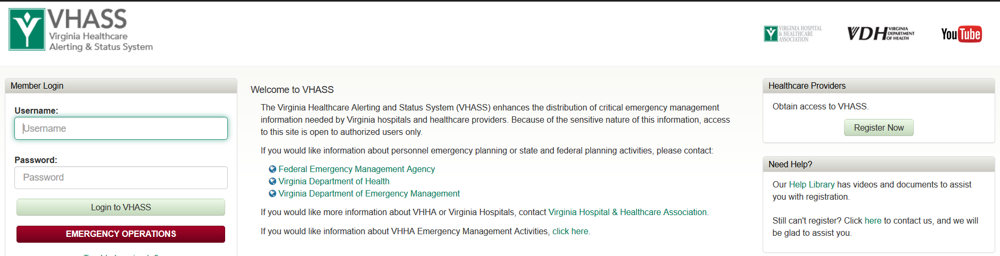 VHASS
Virginia Healthcare
Alerting & Status System
VIRGINIA HOSPITAL
& HEALTHCARE
ASSOCIATION
VDH VIRGINIA
DEPARTMENT
OF HEALTH
YouTube
Member Login
Username:
Username
Password:
Password
Login to VHASS
EMERGENCY OPERATIONS
Welcome to VHASS
The Virginia Healthcare Alerting and Status System (VHASS) enhances the distribution of critical emergency management
information needed by Virginia hospitals and healthcare providers. Because of the sensitive nature of this information, access
to this site is open to authorized users only.
If you would like information about personnel emergency planning or state and federal planning activities, please contact:
Federal Emergency Management Agency
Virginia Department of Health
Virginia Department of Emergency Management
If you would like more information about VHHA or Virginia Hospitals, contact Virginia Hospital & Healthcare Association.
If you would like information about VHHA Emergency Management Activities, click here.
Healthcare Providers
Obtain access to VHASS.
Register Now
Need Help?
Our Help Library has videos and documents to assist
you with registration.
Still can't register? Click here to contact us, and we will
be glad to assist you.